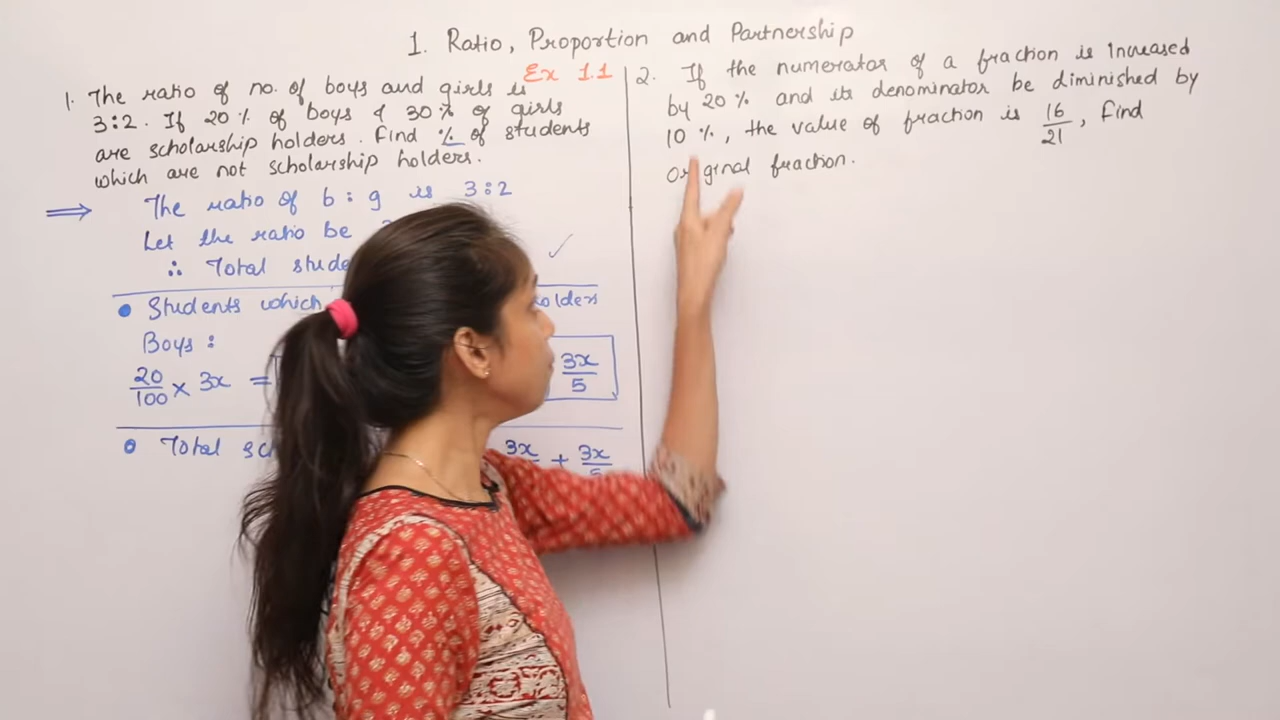 1. Ratio, Proportion and Partnership
Ex 1.1
1. The ratio of no. of boys and girls is
3:2. If 20% of boys & 30% of girls
are scholarship holders. Find % of students
which are not scholarship holders.
⟹ The ratio of b : g is 3:2
Let the ratio be
∴ Total
• Students which
Boys :
20/100 × 3x = 3x/5
• Total 3x + 3x
2. If the numerator of a fraction is increased
by 20% and its denominator be diminished by
10%, the value of fraction is 16/21, find
original fraction.